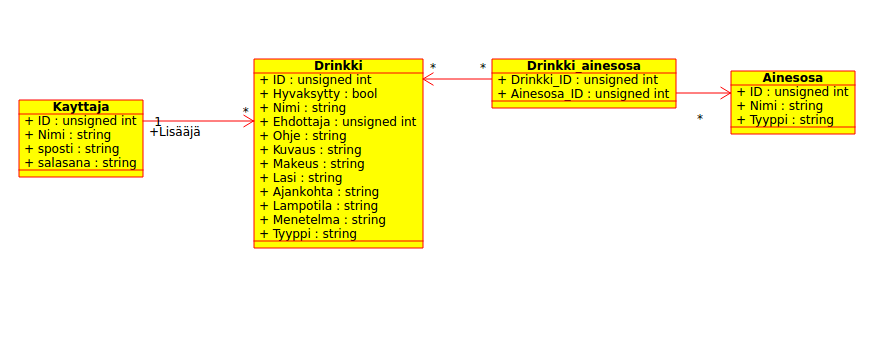 Kayttaja
+ ID : unsigned int
+ Nimi : string
+ sposti : string
+ salasana : string
1
+Lisääjä
*
Drinkki
+ ID : unsigned int
+ Hyvaksytty : bool
+ Nimi : string
+ Ehdottaja : unsigned int
+ Ohje : string
+ Kuvaus : string
+ Makeus : string
+ Lasi : string
+ Ajankohta : string
+ Lampotila : string
+ Menetelma : string
+ Tyyppi : string
*
*
Drinkki_ainesosa
+ Drinkki_ID : unsigned int
+ Ainesosa_ID : unsigned int
*
Ainesosa
+ ID : unsigned int
+ Nimi : string
+ Tyyppi : string